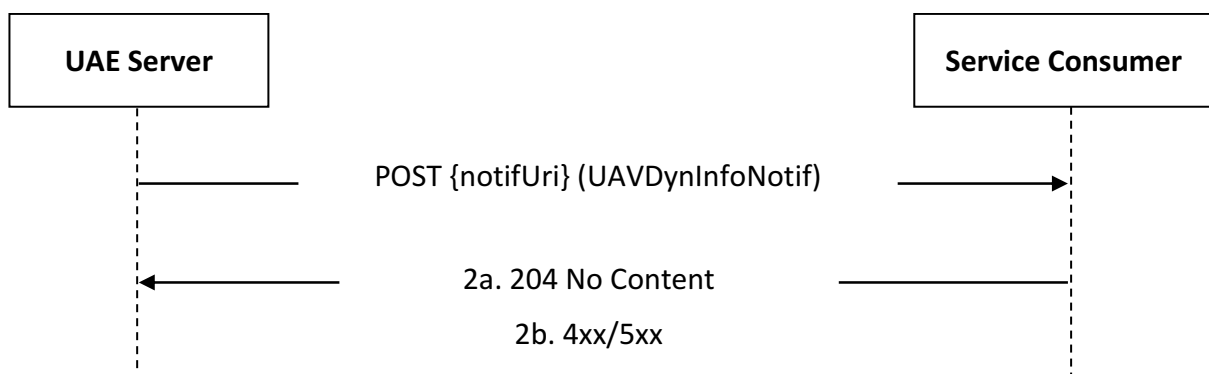 UAE Server
Service Consumer
POST {notifUri} (UAVDynInfoNotif)
2a. 204 No Content
2b. 4xx/5xx